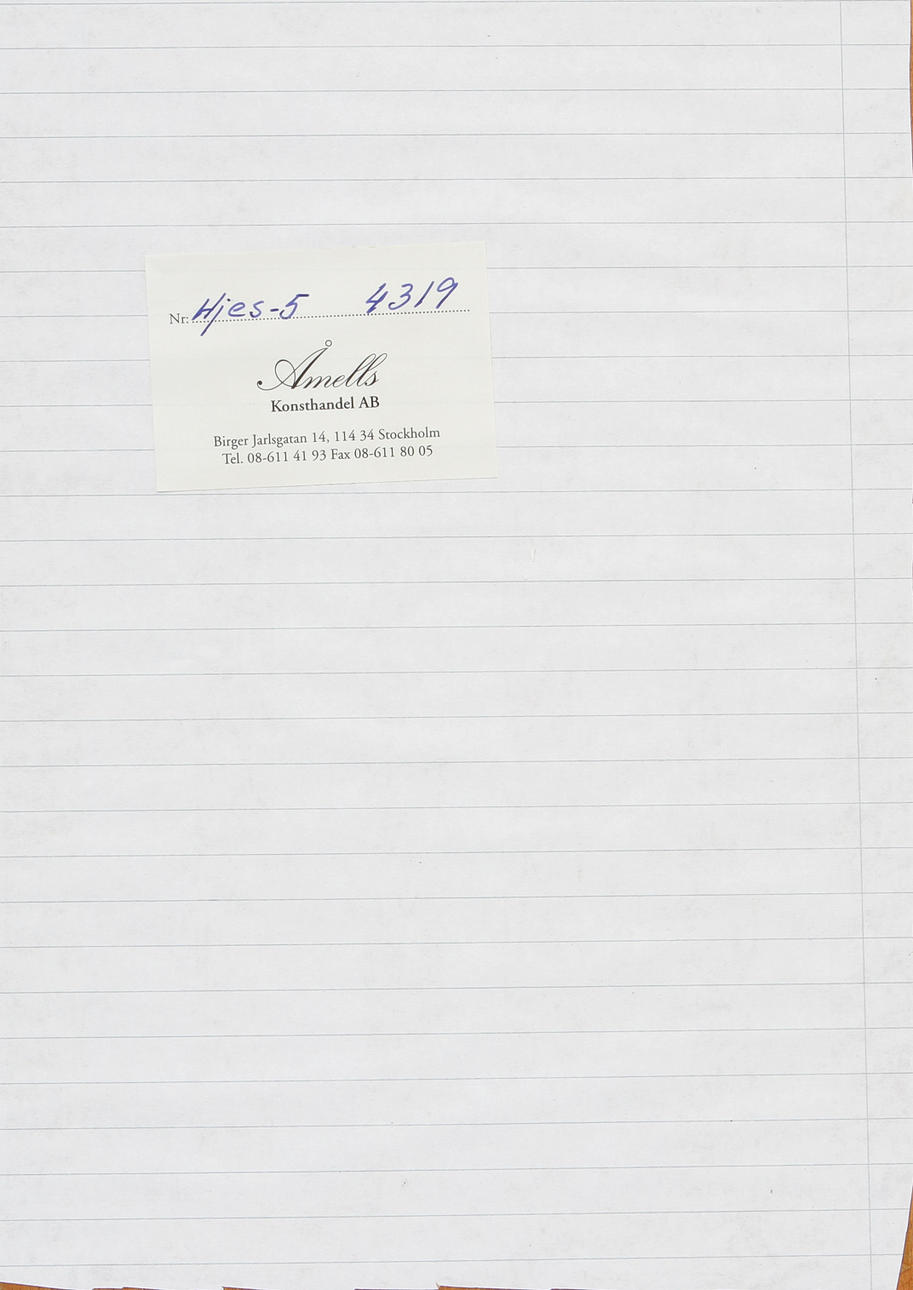 Nr: Hjes-5 4319
Åmells
Konsthandel AB
Birger Jarlsgatan 14, 114 34 Stockholm
Tel. 08-611 41 93 Fax 08-611 80 05